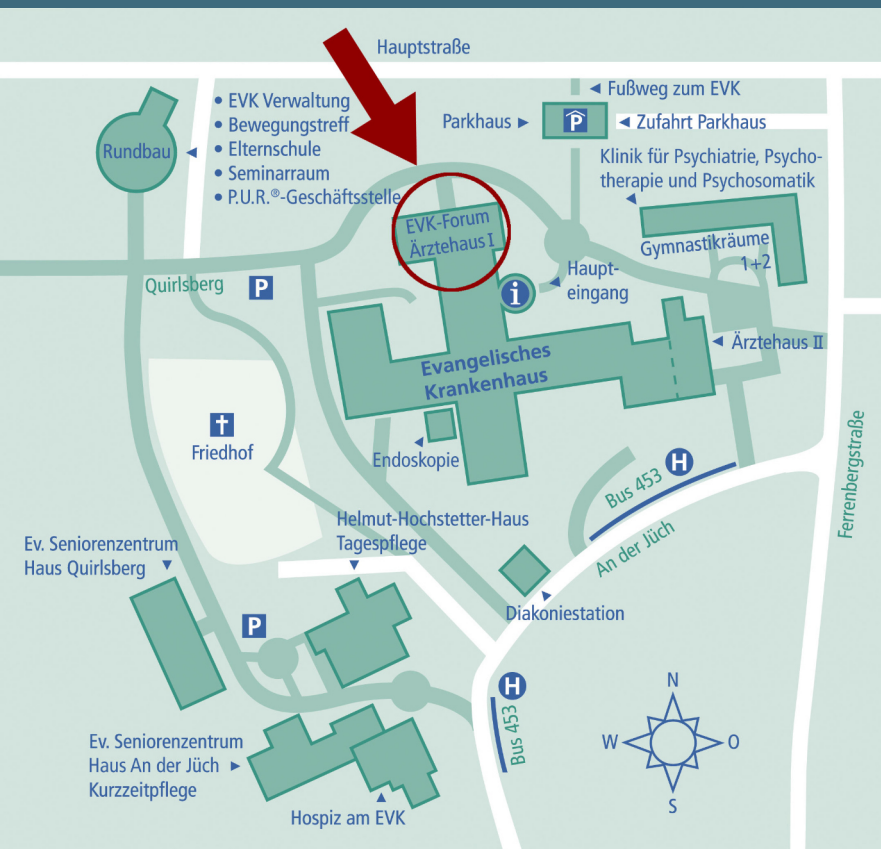 Hauptstraße
Rundbau
• EVK Verwaltung
• Bewegungstreff
• Elternschule
• Seminarraum
• P.U.R.®-Geschäftsstelle
Fußweg zum EVK
Parkhaus
P
Zufahrt Parkhaus
Klinik für Psychiatrie, Psycho-
therapie und Psychosomatik
Gymnastikräume
1+2
EVK-Forum
Ärztehaus I
Haupt-
eingang
i
Quirlsberg
P
Ärztehaus II
Evangelisches
Krankenhaus
Friedhof
Endoskopie
H
Bus 453
An der Jüch
Ferrenbergstraße
Helmut-Hochstetter-Haus
Tagespflege
Ev. Seniorenzentrum
Haus Quirlsberg
P
Diakoniestation
H
Bus 453
Ev. Seniorenzentrum
Haus An der Jüch
Kurzzeitpflege
Hospiz am EVK
N
W
O
S